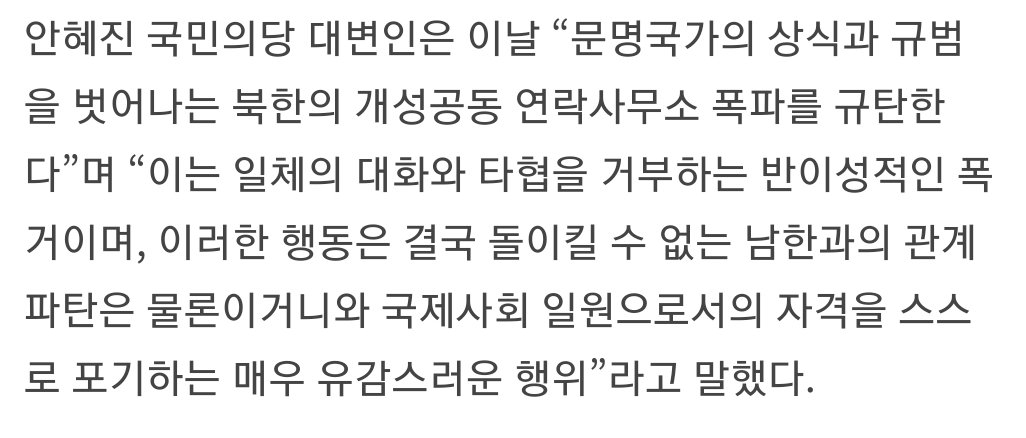 안혜진 국민의당 대변인은 이날 “문명국가의 상식과 규범
을 벗어나는 북한의 개성공동 연락사무소 폭파를 규탄한
다”며 “이는 일체의 대화와 타협을 거부하는 반이성적인 폭
거이며, 이러한 행동은 결국 돌이킬 수 없는 남한과의 관계
파탄은 물론이거니와 국제사회 일원으로서의 자격을 스스
로 포기하는 매우 유감스러운 행위”라고 말했다.